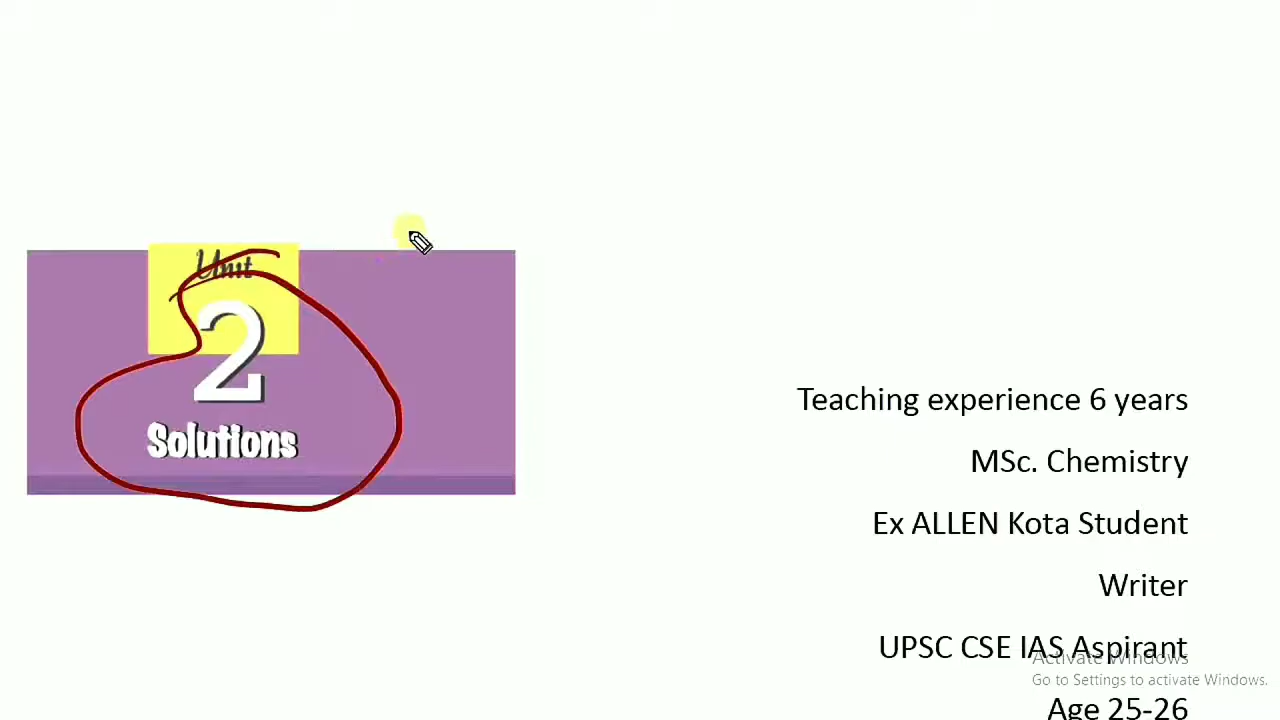 Unit
2
Solutions
Teaching experience 6 years
MSc. Chemistry
Ex ALLEN Kota Student
Writer
UPSC CSE IAS Aspirant
Activate Windows
Go to Settings to activate Windows.
Age 25-26